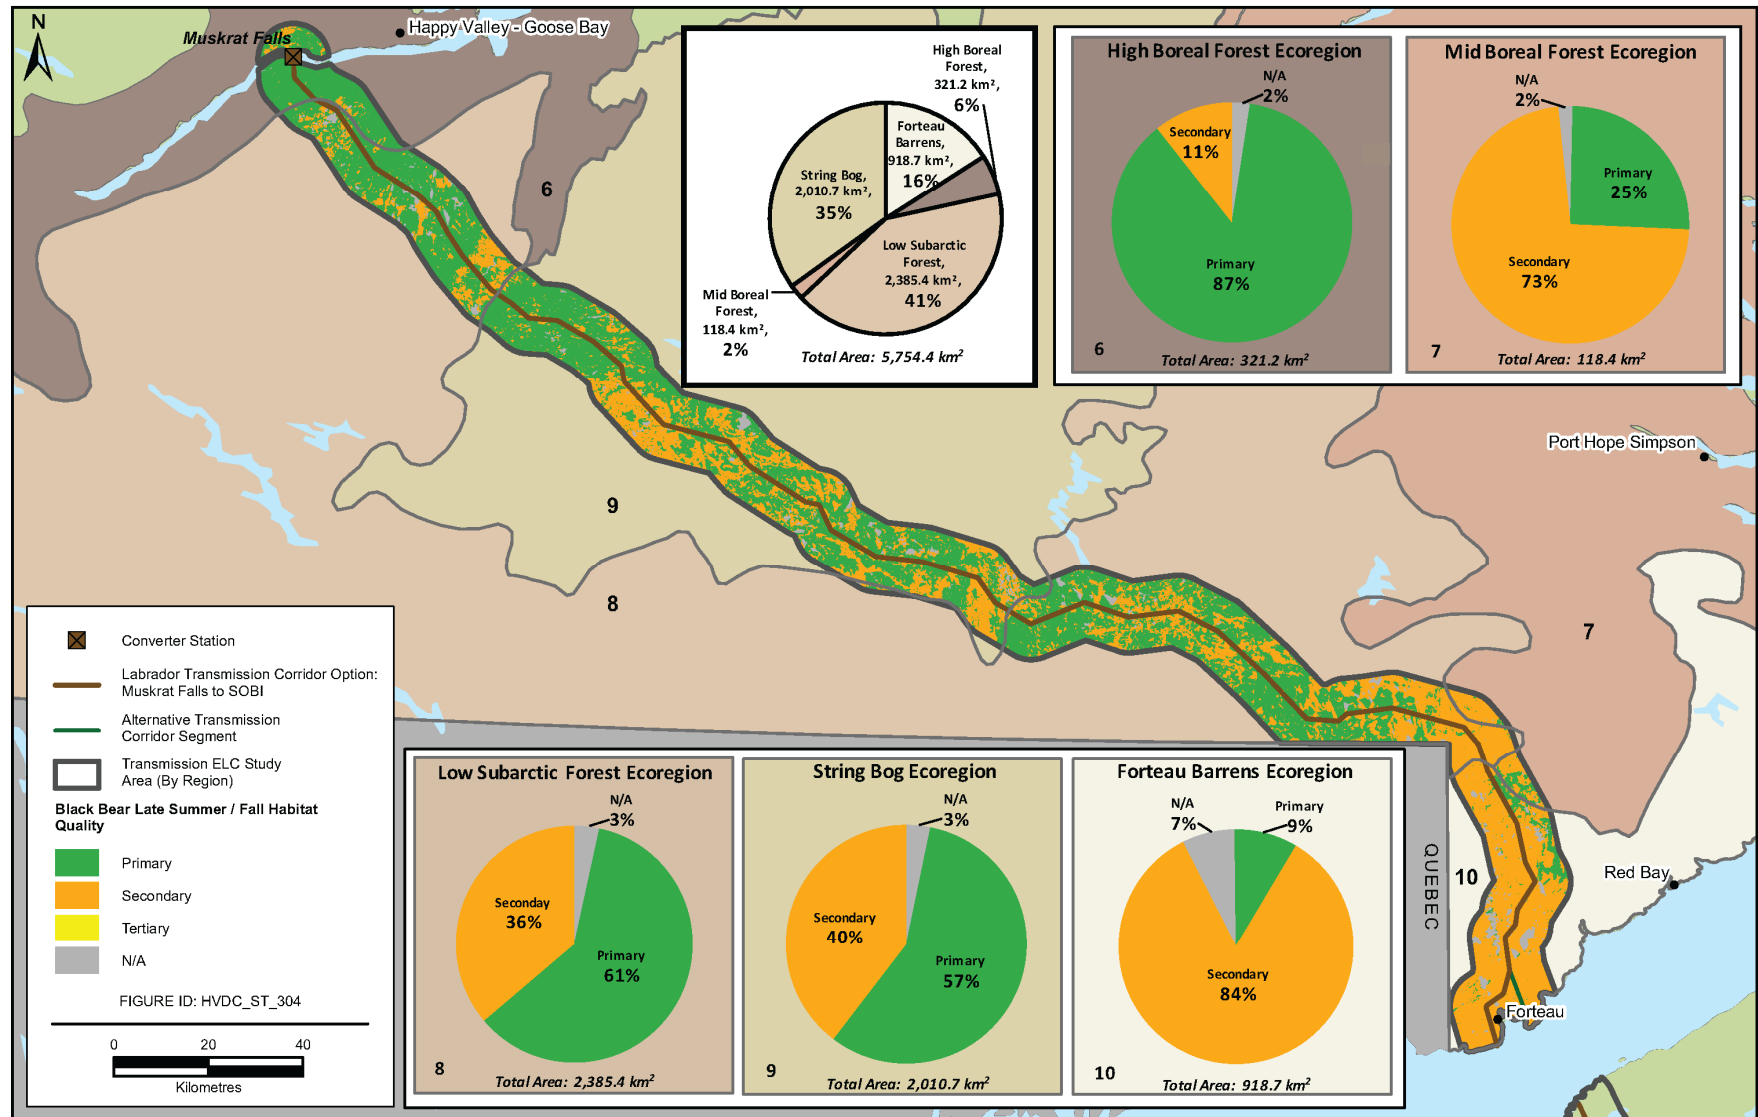 N
Muskrat Falls
Happy Valley - Goose Bay
6
9
8
7
10
Port Hope Simpson
Red Bay
Forteau
QUEBEC
High Boreal
Forest,
321.2 km²,
6%
Forteau
Barrens,
918.7 km²,
16%
String Bog,
2,010.7 km²,
35%
Low Subarctic
Forest,
2,385.4 km²,
41%
Mid Boreal
Forest,
118.4 km²,
2%
Total Area: 5,754.4 km²
High Boreal Forest Ecoregion
N/A
2%
Secondary
11%
Primary
87%
6
Total Area: 321.2 km²
Mid Boreal Forest Ecoregion
N/A
2%
Primary
25%
Secondary
73%
7
Total Area: 118.4 km²
Converter Station
Labrador Transmission Corridor Option:
Muskrat Falls to SOBI
Alternative Transmission
Corridor Segment
Transmission ELC Study
Area (By Region)
Black Bear Late Summer / Fall Habitat
Quality
Primary
Secondary
Tertiary
N/A
FIGURE ID: HVDC_ST_304
0 20 40
Kilometres
Low Subarctic Forest Ecoregion
N/A
3%
Seconday
36%
Primary
61%
8
Total Area: 2,385.4 km²
String Bog Ecoregion
N/A
3%
Secondary
40%
Primary
57%
9
Total Area: 2,010.7 km²
Forteau Barrens Ecoregion
N/A
7%
Primary
9%
Secondary
84%
10
Total Area: 918.7 km²